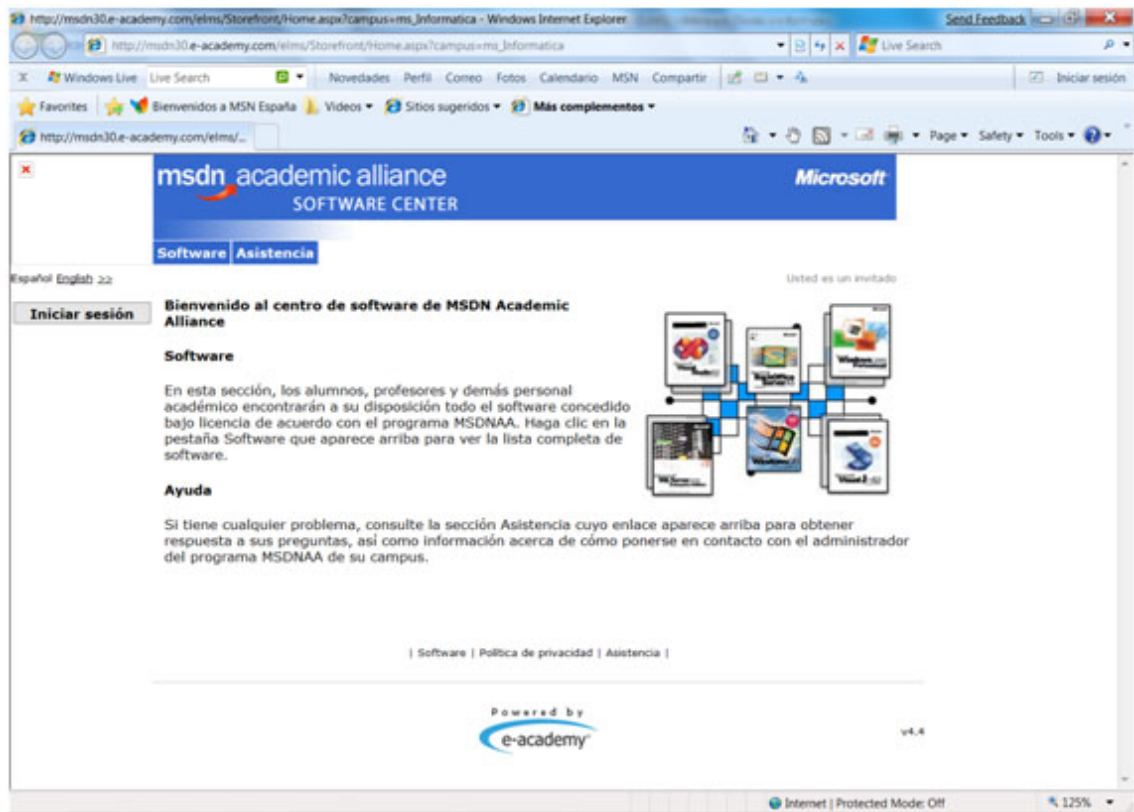 http://msdn30.e-academy.com/elms/Storefront/Home.aspx?campus=ms_Informatica - Windows Internet Explorer
Send Feedback
http://msdn30.e-academy.com/elms/Storefront/Home.aspx?campus=ms_Informatica
Live Search
X Windows Live Live Search Novedades Perfil Correo Fotos Calendario MSN Compartir Iniciar sesión
Favorites Bienvenidos a MSN España Videos Sitios sugeridos Más complementos
http://msdn30.e-academy.com/elms/... Page Safety Tools
msdn academic alliance
SOFTWARE CENTER
Microsoft
Software Asistencia
Español English >>
Usted es un invitado
Iniciar sesión
Bienvenido al centro de software de MSDN Academic
Alliance
Software
En esta sección, los alumnos, profesores y demás personal
académico encontrarán a su disposición todo el software concedido
bajo licencia de acuerdo con el programa MSDNAA. Haga clic en la
pestaña Software que aparece arriba para ver la lista completa de
software.
Ayuda
Si tiene cualquier problema, consulte la sección Asistencia cuyo enlace aparece arriba para obtener
respuesta a sus preguntas, así como información acerca de cómo ponerse en contacto con el administrador
del programa MSDNAA de su campus.
| Software | Política de privacidad | Asistencia |
Powered by
e-academy
v4.4
Internet | Protected Mode: Off
125%